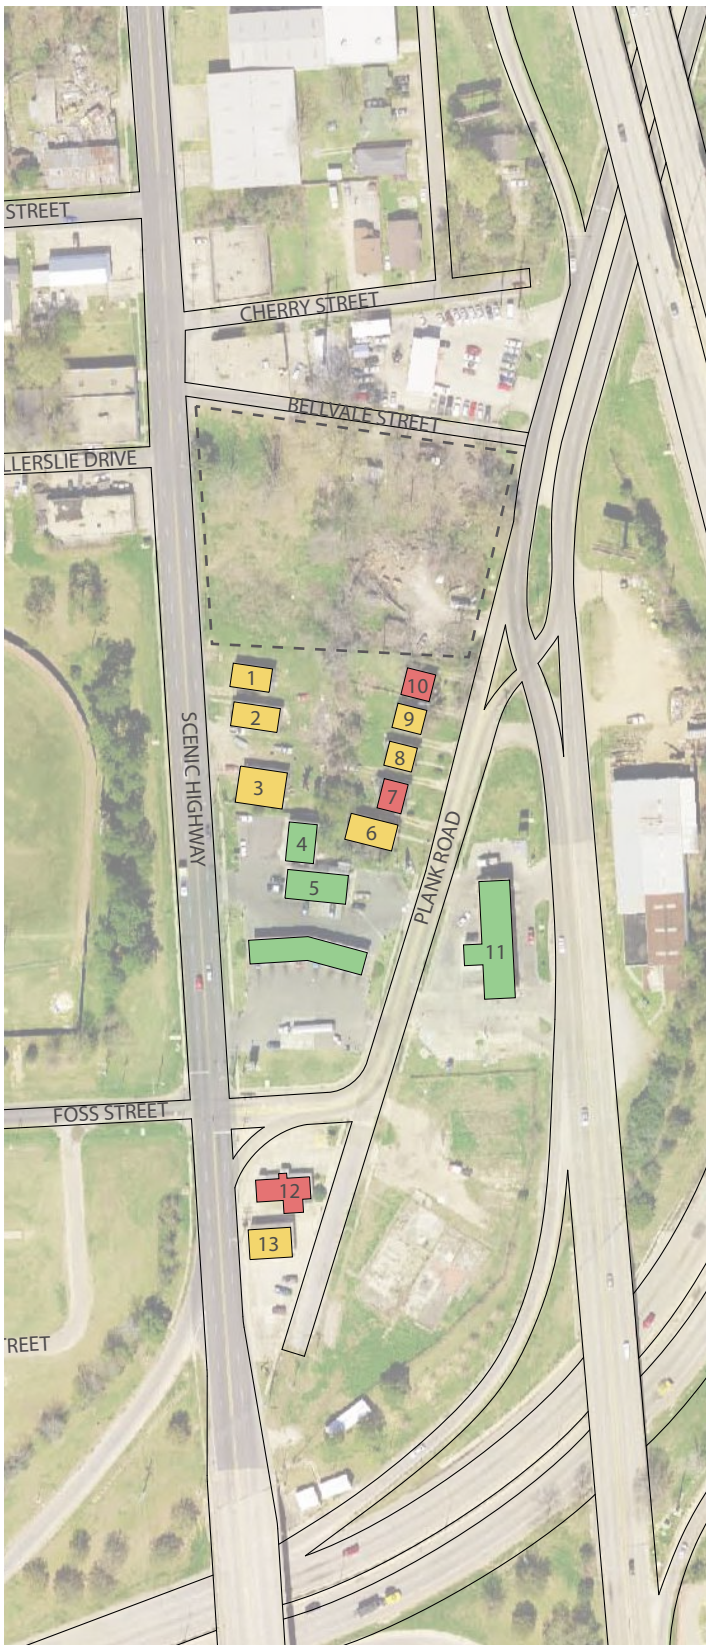 STREET
CHERRY STREET
BELLVALE STREET
LLERSLIE DRIVE
1
10
2
9
SCENIC HIGHWAY
8
3
7
6
4
PLANK ROAD
5
11
FOSS STREET
12
13
TREET